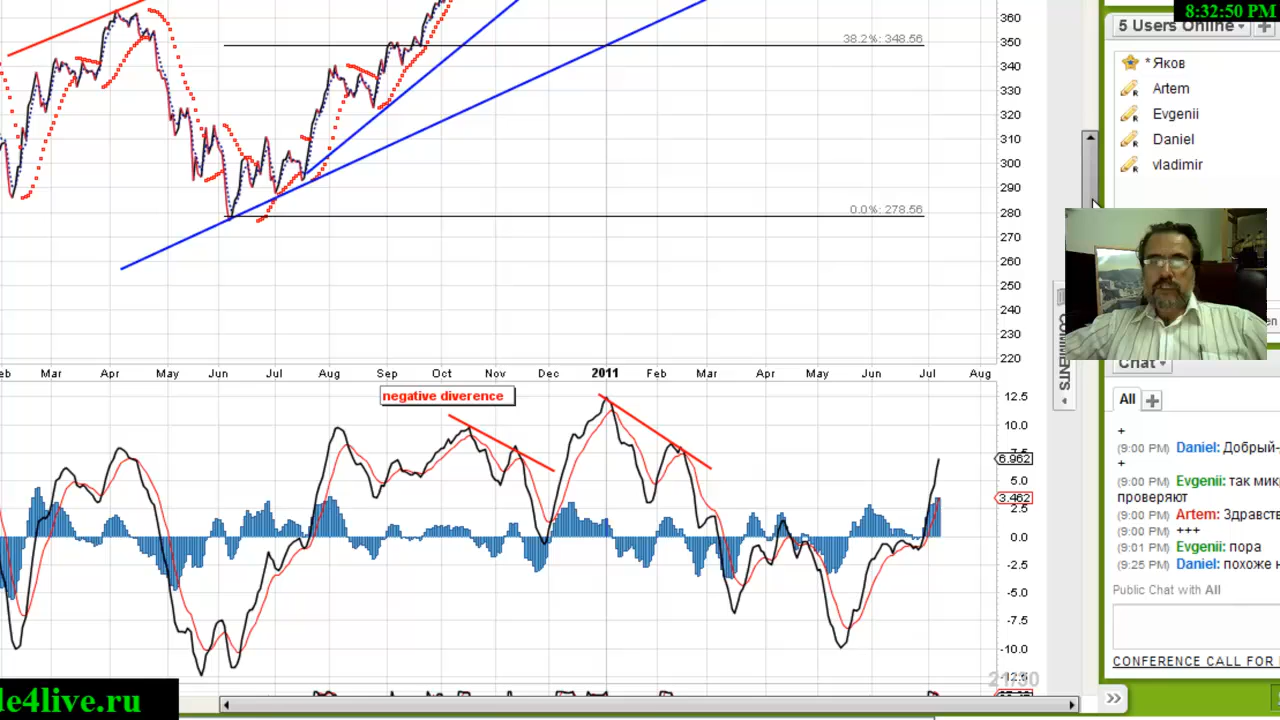 8:32:50 PM
360
350
340
330
320
310
300
290
280
270
260
250
240
230
220
38.2%: 348.56
0.0%: 278.56
eb Mar Apr May Jun Jul Aug Sep Oct Nov Dec 2011 Feb Mar Apr May Jun Jul Aug
negative diverence
12.5
10.0
7.5
6.962
5.0
3.462
2.5
0.0
-2.5
-5.0
-7.5
-10.0
-12.5
21/30
de4live.ru
5 Users Online
*Яков
Artem
Evgenii
Daniel
vladimir
COMMENTS
en
Chat
All
+
(9:00 PM) Daniel: Добрый-
+
(9:00 PM) Evgenii: так мик
проверяют
(9:00 PM) Artem: Здравств
(9:00 PM) +++
(9:01 PM) Evgenii: пора
(9:25 PM) Daniel: похоже н
Public Chat with All
CONFERENCE CALL FOR